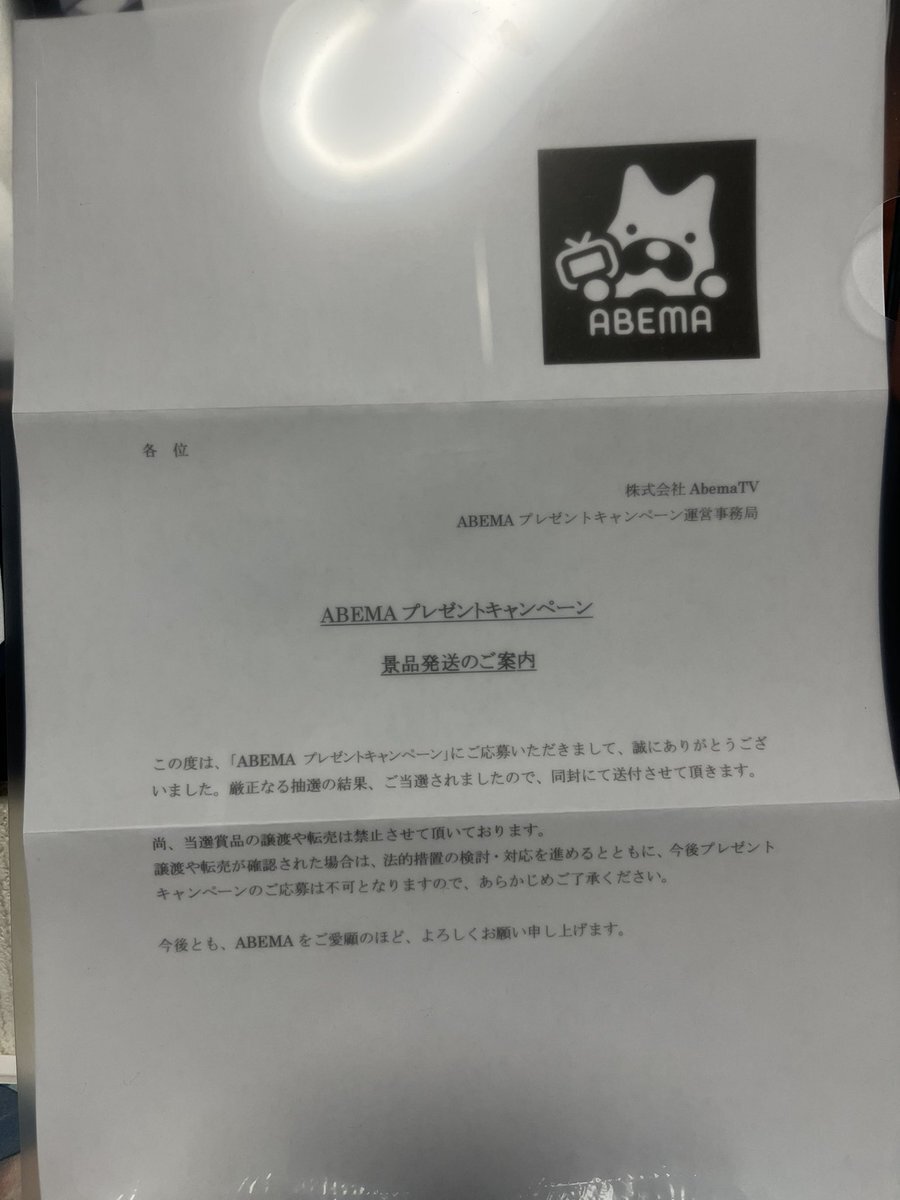 ABEMA
各 位
株式会社 AbemaTV
ABEMA プレゼントキャンペーン運営事務局
ABEMA プレゼントキャンペーン
景品発送のご案内
この度は、「ABEMA プレゼントキャンペーン」にご応募いただきまして、誠にありがとうござ
いました。厳正なる抽選の結果、ご当選されましたので、同封にて送付させて頂きます。
尚、当選賞品の譲渡や転売は禁止させて頂いております。
譲渡や転売が確認された場合は、法的措置の検討・対応を進めるとともに、今後プレゼント
キャンペーンのご応募は不可となりますので、あらかじめご了承ください。
今後とも、ABEMA をご愛顧のほど、よろしくお願い申し上げます。